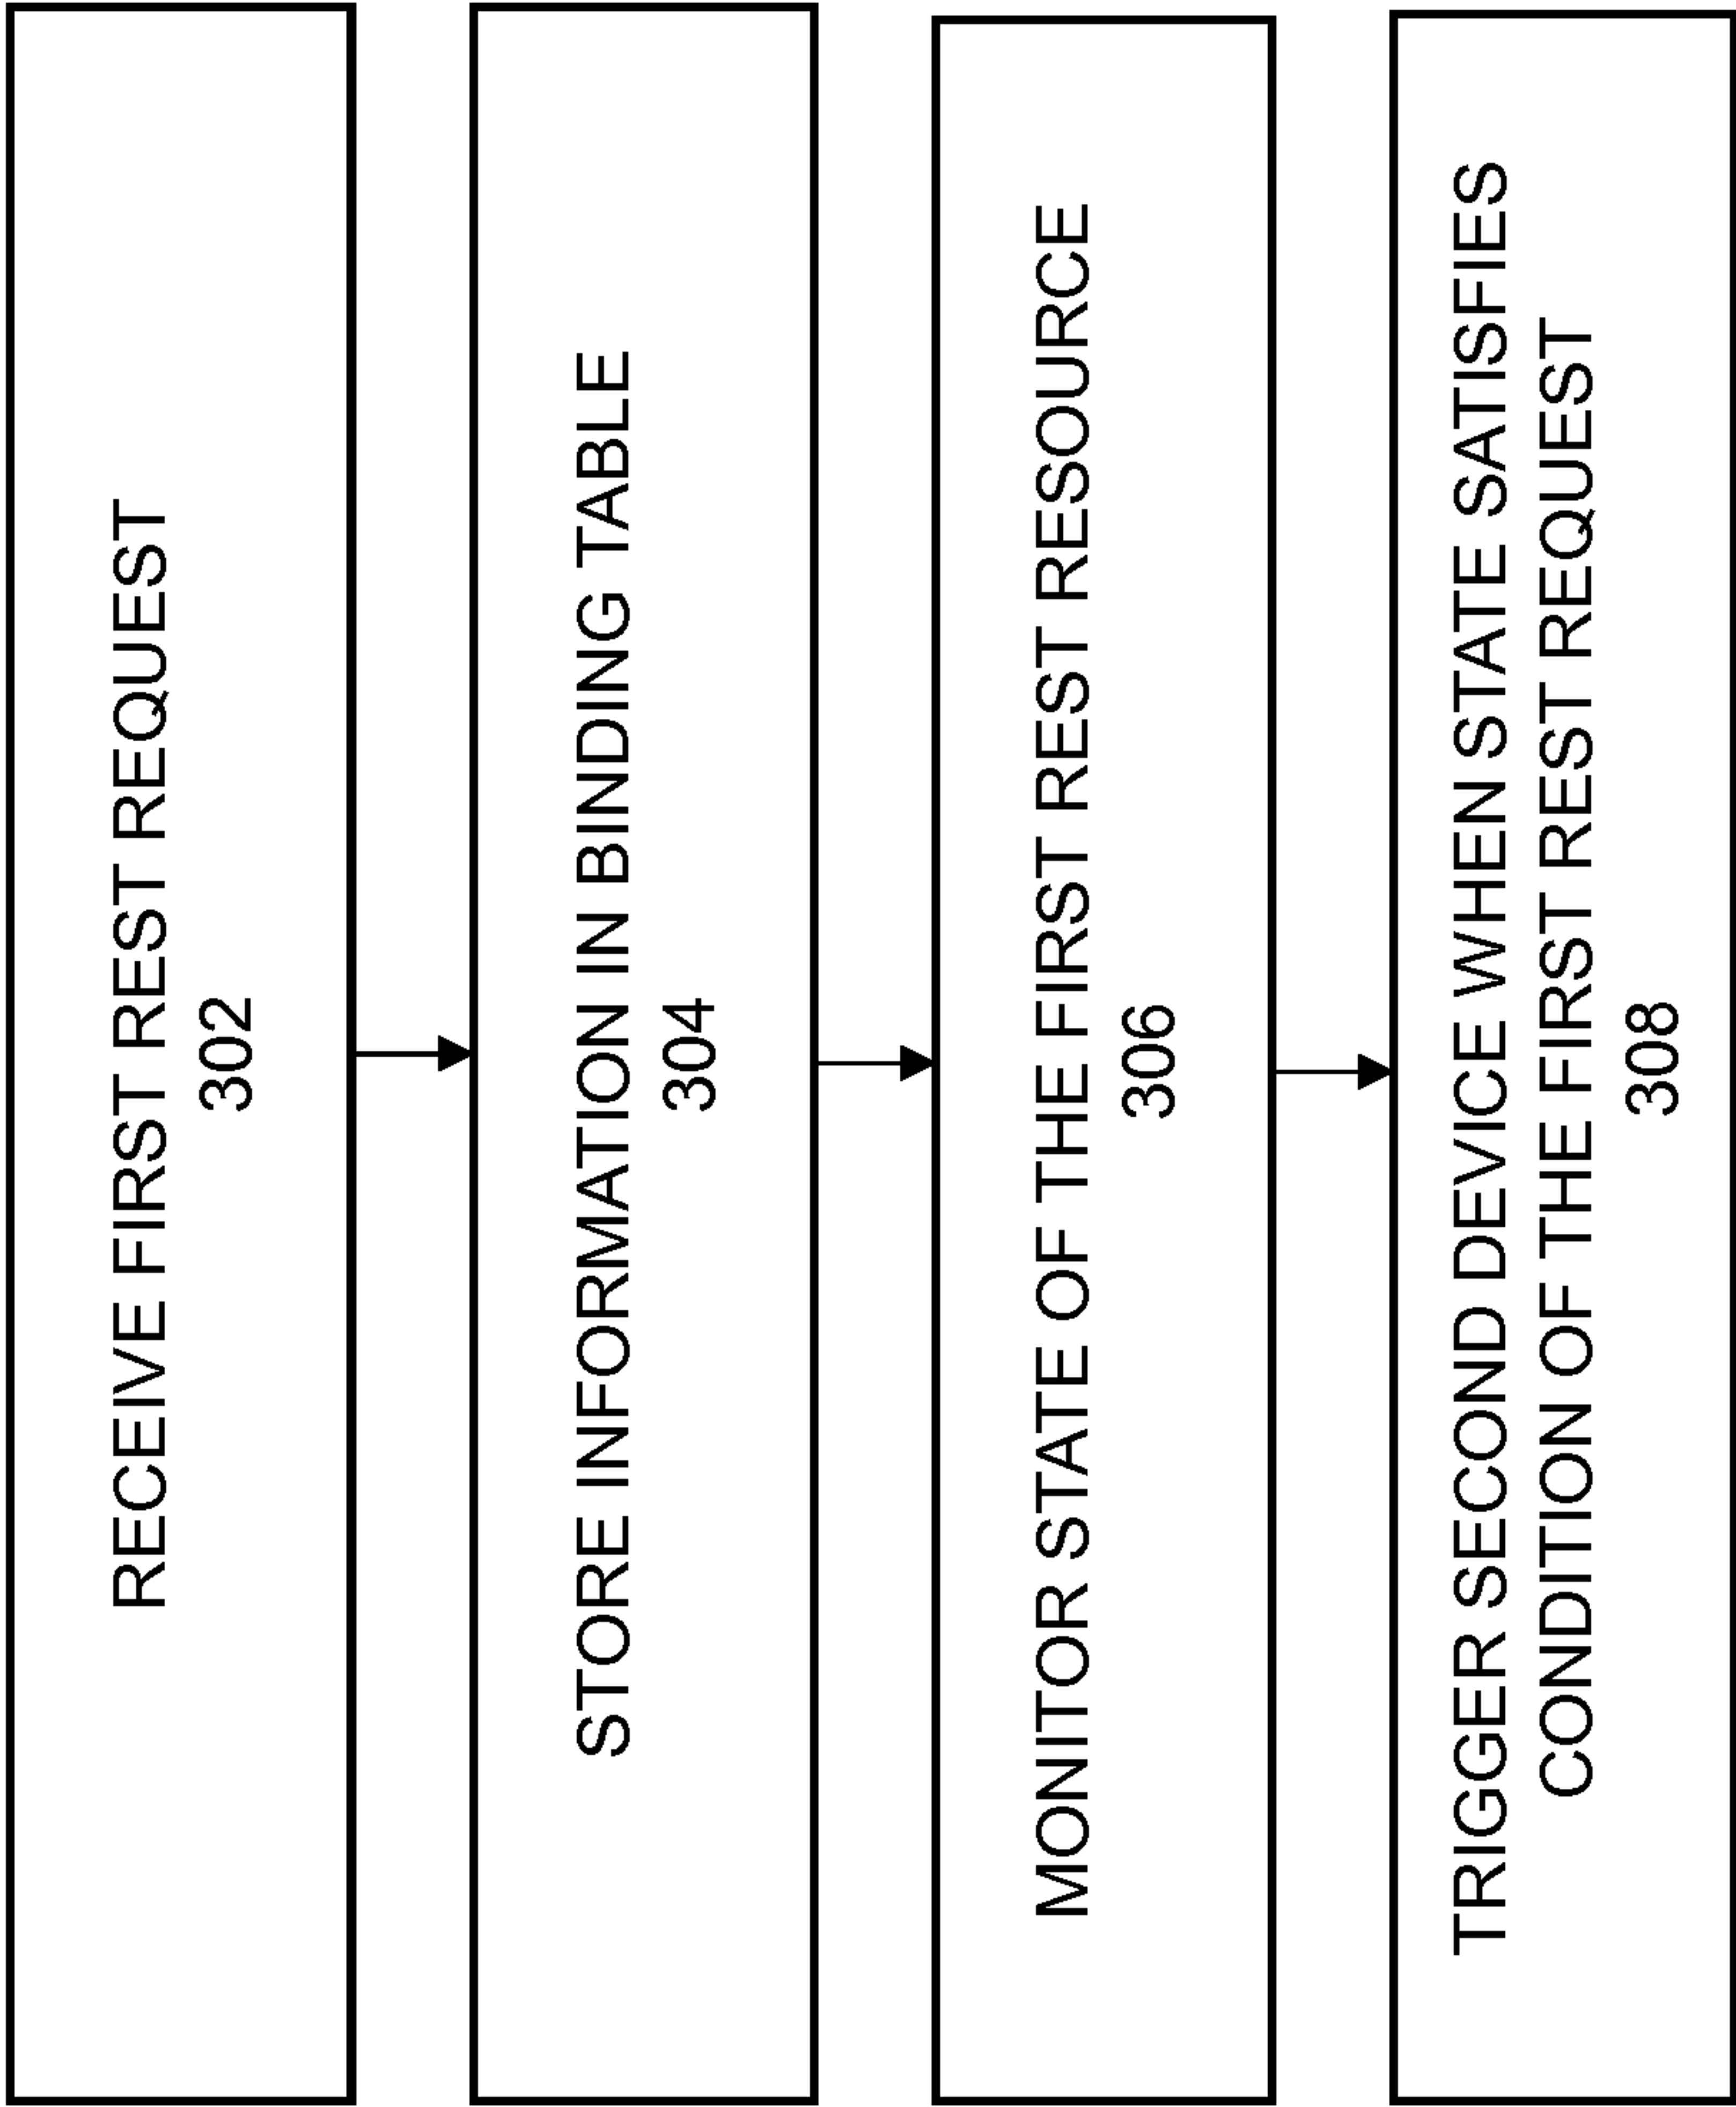 RECEIVE FIRST REST REQUEST
302
STORE INFORMATION IN BINDING TABLE
304
MONITOR STATE OF THE FIRST REST RESOURCE
306
TRIGGER SECOND DEVICE WHEN STATE SATISFIES
CONDITION OF THE FIRST REST REQUEST
308